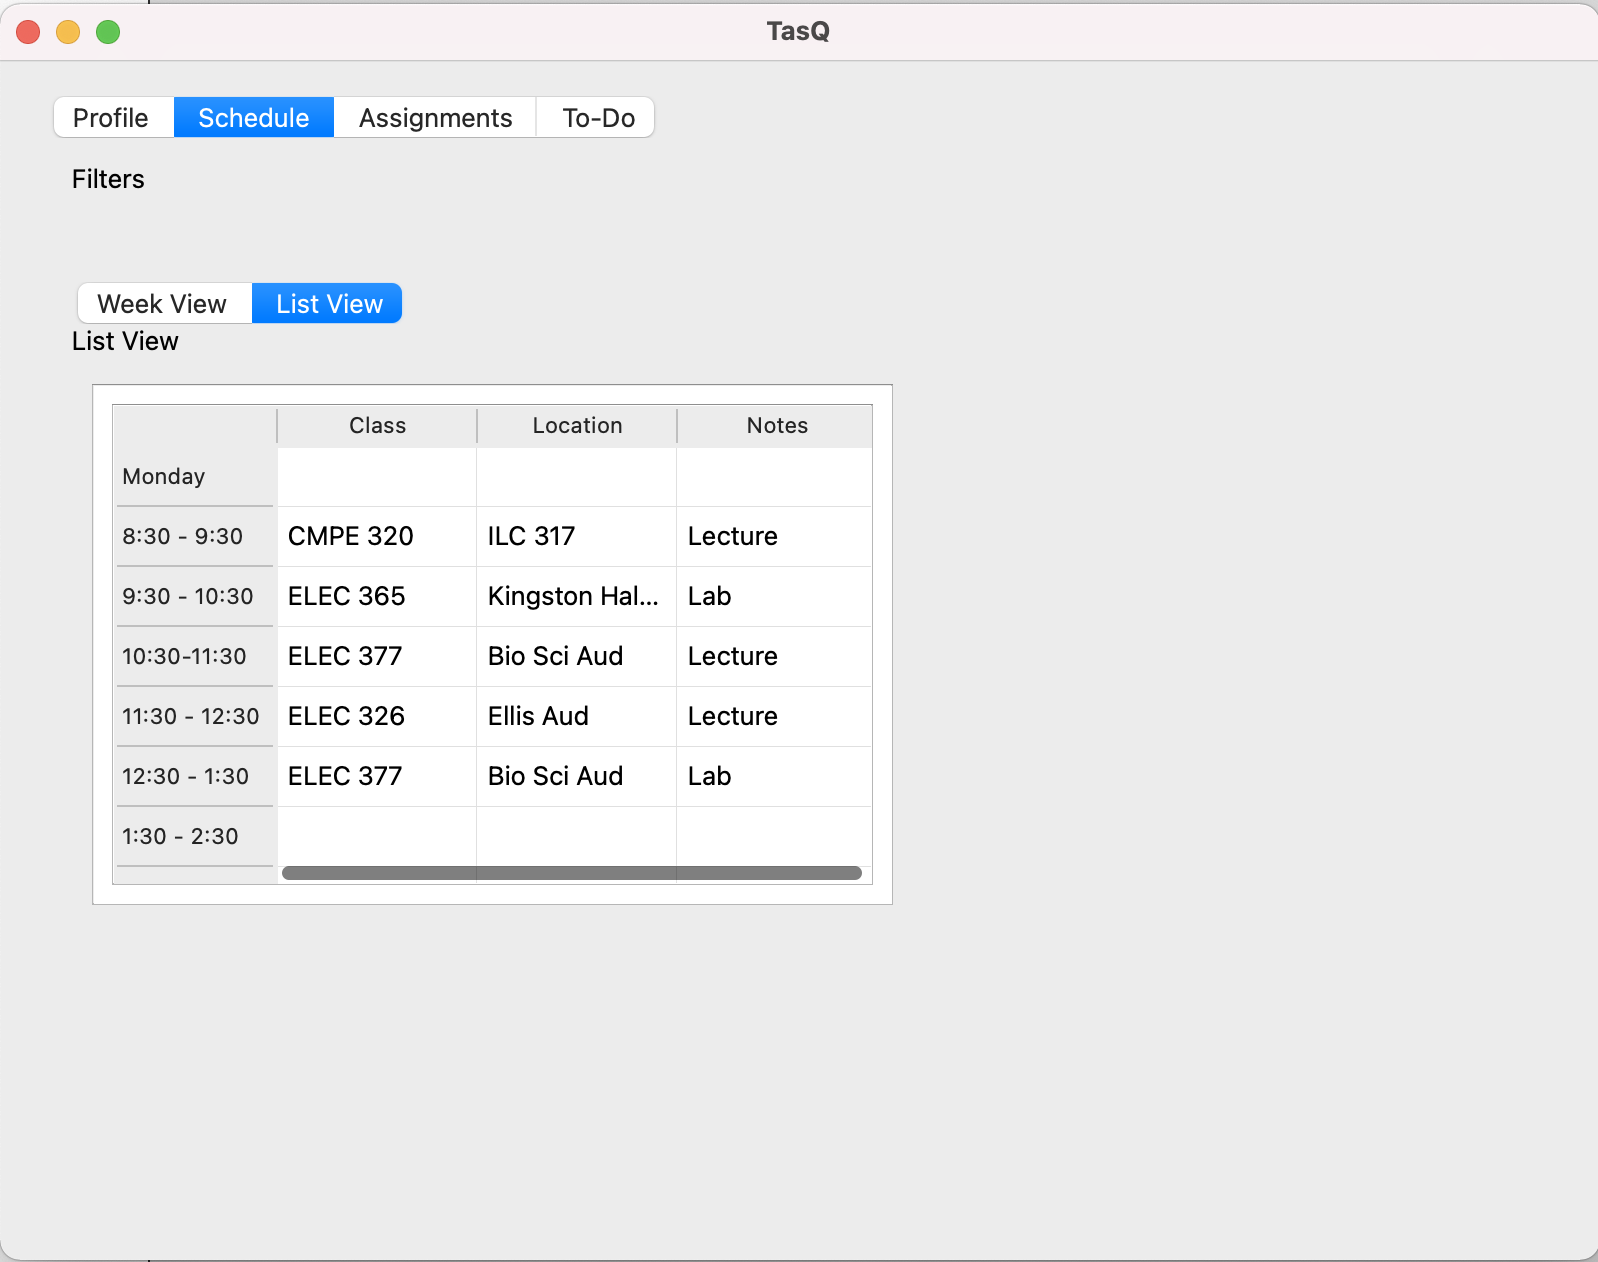 TasQ
Profile Schedule Assignments To-Do
Filters
Week View List View
List View
Class Location Notes
Monday
8:30 - 9:30 CMPE 320 ILC 317 Lecture
9:30 - 10:30 ELEC 365 Kingston Hal... Lab
10:30-11:30 ELEC 377 Bio Sci Aud Lecture
11:30 - 12:30 ELEC 326 Ellis Aud Lecture
12:30 - 1:30 ELEC 377 Bio Sci Aud Lab
1:30 - 2:30